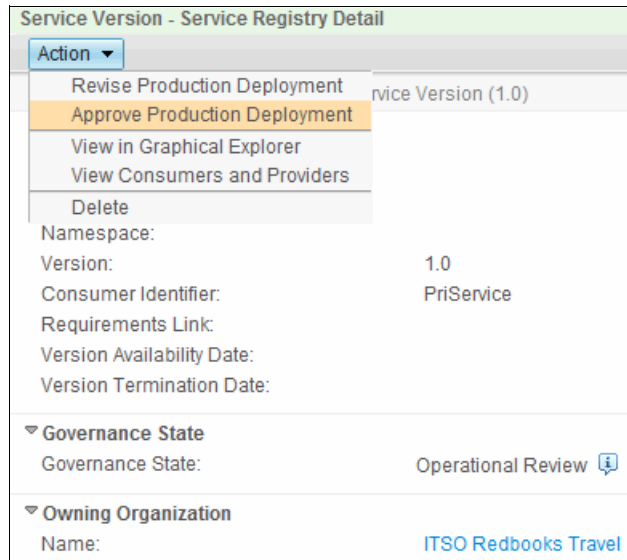 Service Version - Service Registry Detail
Action
Revise Production Deployment
rvice Version (1.0)
Approve Production Deployment
View in Graphical Explorer
View Consumers and Providers
Delete
Namespace:
Version: 1.0
Consumer Identifier: PriService
Requirements Link:
Version Availability Date:
Version Termination Date:
Governance State
Governance State: Operational Review
Owning Organization
Name: ITSO Redbooks Travel